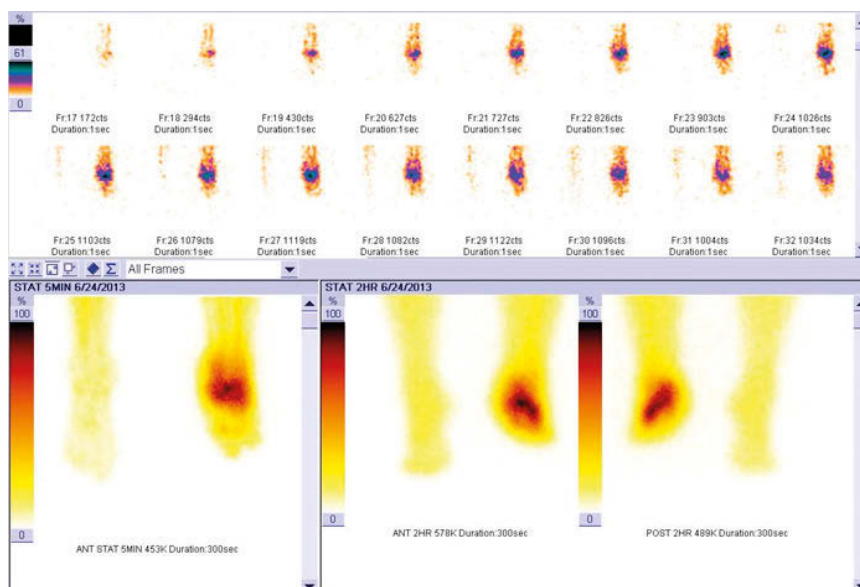 %
61
0
Fr:17 172cts
Duration:1sec
Fr:18 294cts
Duration:1sec
Fr:19 430cts
Duration:1sec
Fr:20 627cts
Duration:1sec
Fr:21 727cts
Duration:1sec
Fr:22 826cts
Duration:1sec
Fr:23 903cts
Duration:1sec
Fr:24 1026cts
Duration:1sec
Fr:25 1103cts
Duration:1sec
Fr:26 1079cts
Duration:1sec
Fr:27 1119cts
Duration:1sec
Fr:28 1082cts
Duration:1sec
Fr:29 1122cts
Duration:1sec
Fr:30 1096cts
Duration:1sec
Fr:31 1004cts
Duration:1sec
Fr:32 1034cts
Duration:1sec
Σ
All Frames
STAT 5MIN 6/24/2013
%
100
0
ANT STAT 5MIN 453K Duration:300sec
STAT 2HR 6/24/2013
%
100
0
ANT 2HR 578K Duration:300sec
%
100
0
POST 2HR 489K Duration:300sec